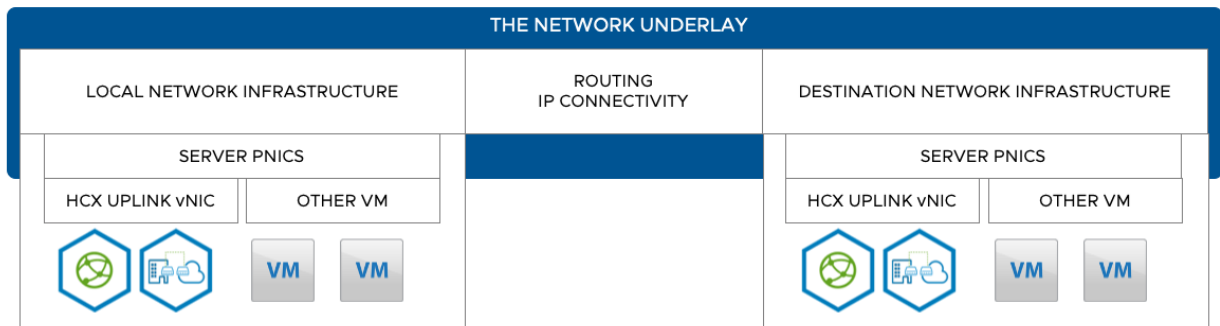 THE NETWORK UNDERLAY
LOCAL NETWORK INFRASTRUCTURE
ROUTING
IP CONNECTIVITY
DESTINATION NETWORK INFRASTRUCTURE
SERVER PNICS
SERVER PNICS
HCX UPLINK vNIC
OTHER VM
HCX UPLINK vNIC
OTHER VM
VM
VM
VM
VM